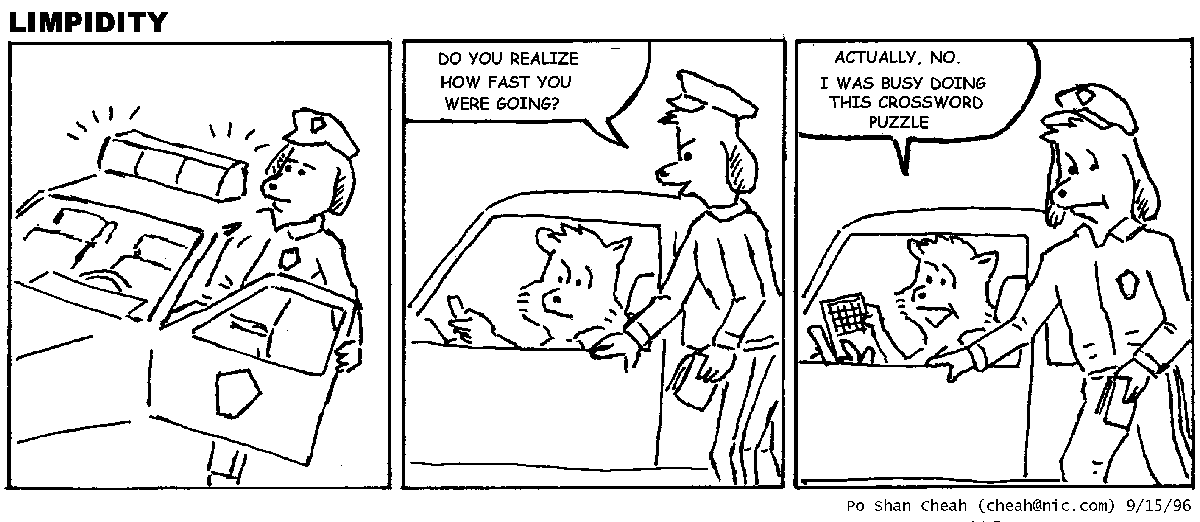 LIMPIDITY
DO YOU REALIZE
HOW FAST YOU
WERE GOING?
ACTUALLY, NO.
I WAS BUSY DOING
THIS CROSSWORD
PUZZLE
Po Shan Cheah (cheah@nic.com) 9/15/96